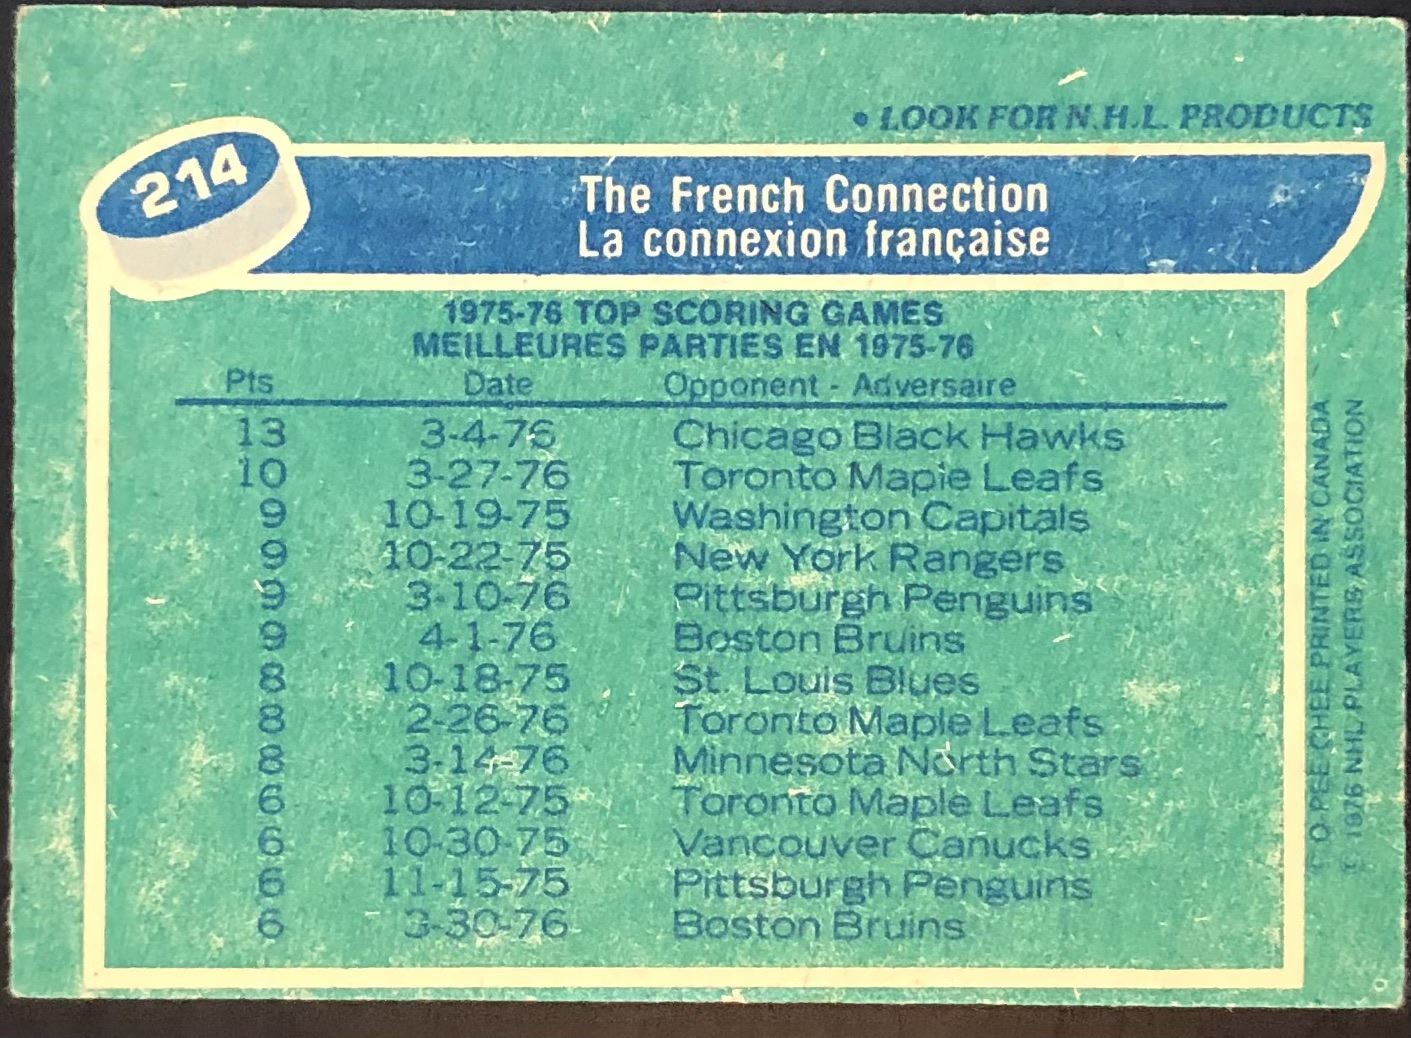 • LOOK FOR N.H.L. PRODUCTS
214
The French Connection
La connexion française
1975-76 TOP SCORING GAMES
MEILLEURES PARTIES EN 1975-76
Pts Date Opponent - Adversaire
13 3-4-76 Chicago Black Hawks
10 3-27-76 Toronto Maple Leafs
9 10-19-75 Washington Capitals
9 10-22-75 New York Rangers
9 3-10-76 Pittsburgh Penguins
9 4-1-76 Boston Bruins
8 10-18-75 St. Louis Blues
8 2-26-76 Toronto Maple Leafs
8 3-14-76 Minnesota North Stars
6 10-12-75 Toronto Maple Leafs
6 10-30-75 Vancouver Canucks
6 11-15-75 Pittsburgh Penguins
6 3-30-76 Boston Bruins
© O-PEE-CHEE PRINTED IN CANADA
© 1976 NHL PLAYERS ASSOCIATION